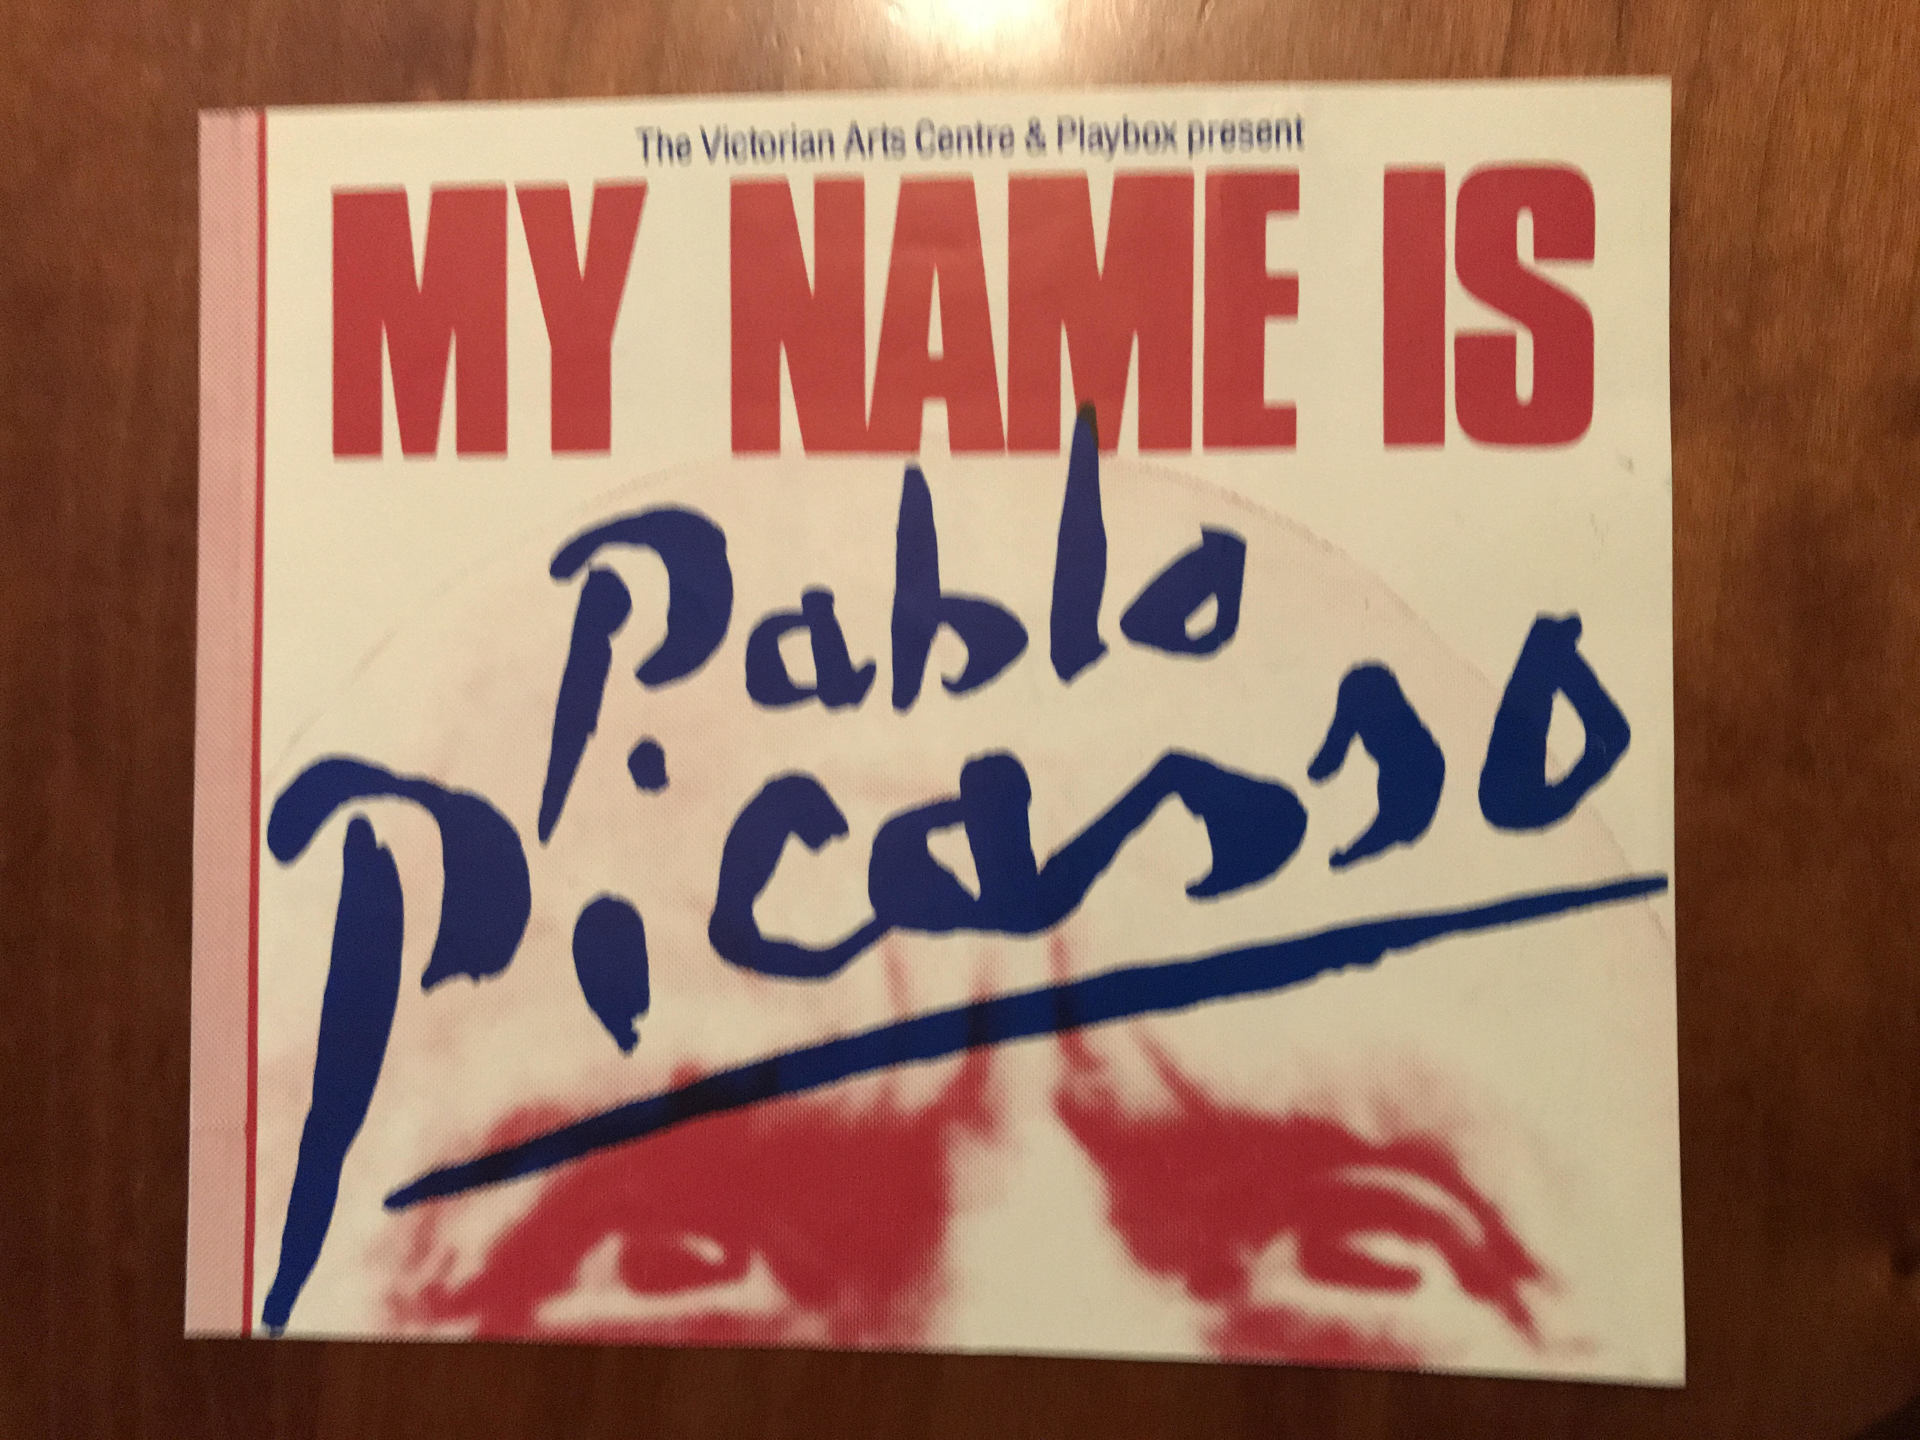 The Victorian Arts Centre & Playbox present
MY NAME IS
Pablo
Picasso